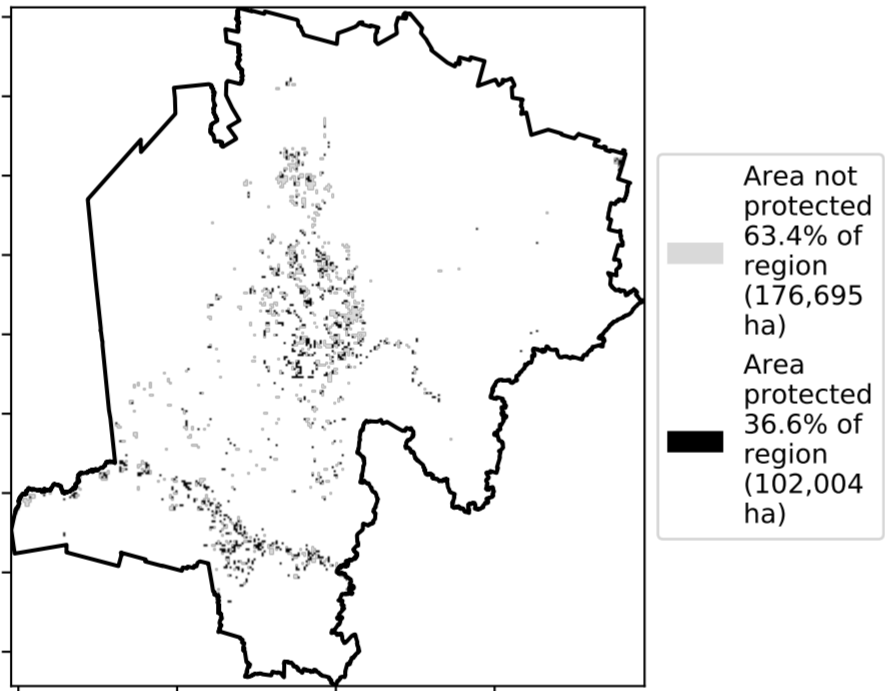 Area not
protected
63.4% of
region
(176,695
ha)
Area
protected
36.6% of
region
(102,004
ha)